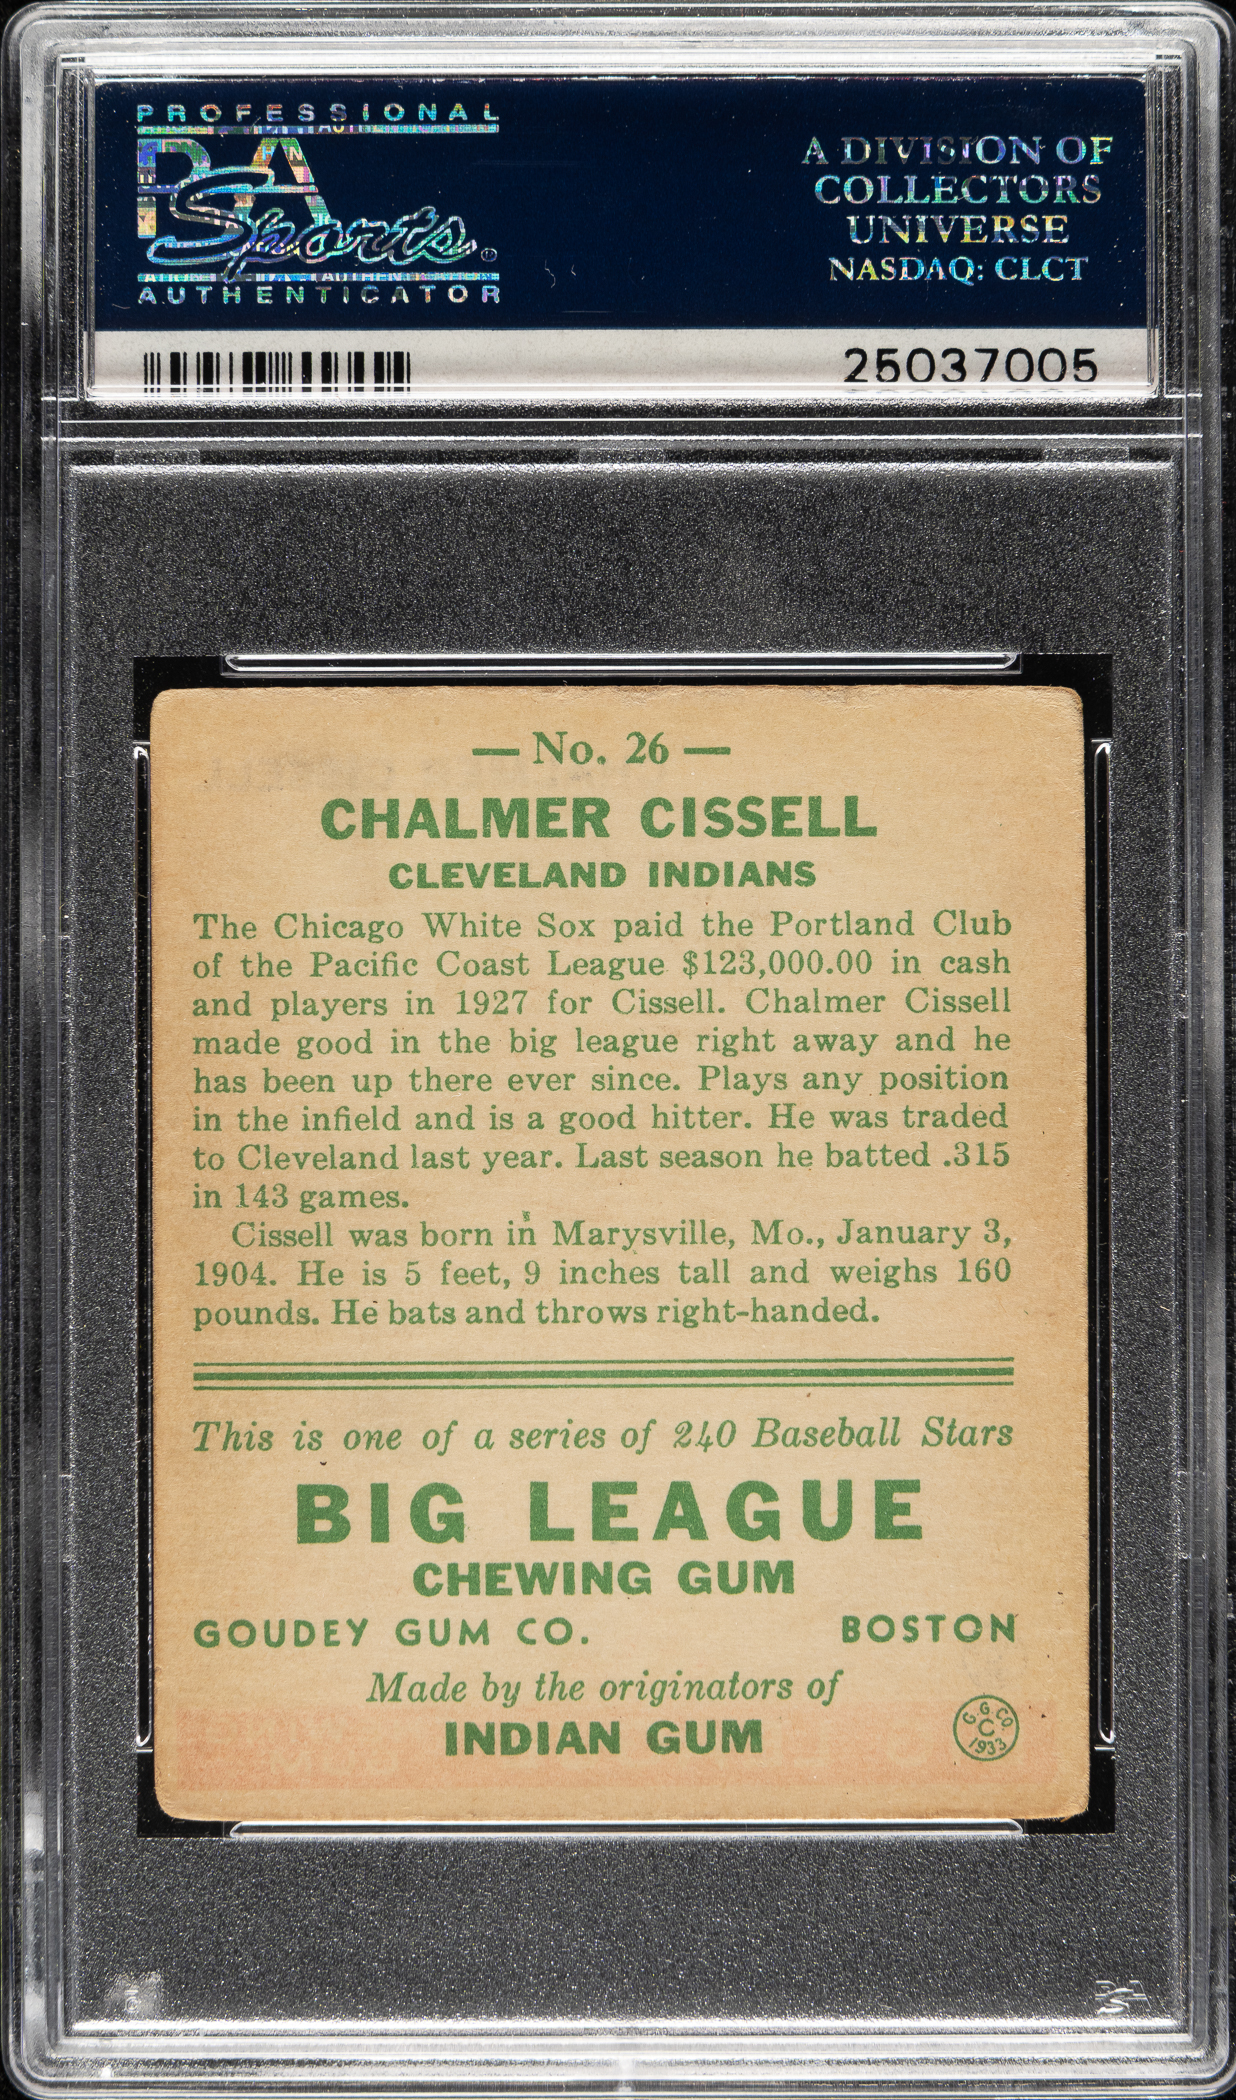 PROFESSIONAL
PSA
Sports
AUTHENTICATOR
A DIVISION OF
COLLECTORS
UNIVERSE
NASDAQ: CLCT
25037005
— No. 26 —
CHALMER CISSELL
CLEVELAND INDIANS
The Chicago White Sox paid the Portland Club
of the Pacific Coast League $123,000.00 in cash
and players in 1927 for Cissell. Chalmer Cissell
made good in the big league right away and he
has been up there ever since. Plays any position
in the infield and is a good hitter. He was traded
to Cleveland last year. Last season he batted .315
in 143 games.
Cissell was born in Marysville, Mo., January 3,
1904. He is 5 feet, 9 inches tall and weighs 160
pounds. He bats and throws right-handed.
This is one of a series of 240 Baseball Stars
BIG LEAGUE
CHEWING GUM
GOUDEY GUM CO. BOSTON
Made by the originators of
INDIAN GUM
G. G. CO.
C
1933
PSA